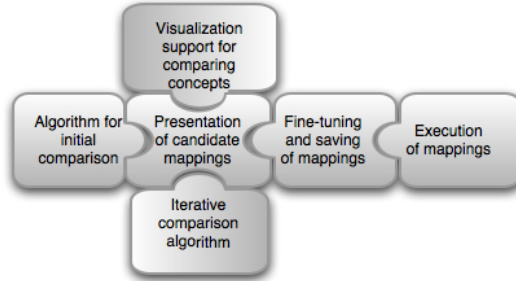 Visualization
support for
comparing
concepts
Algorithm for
initial
comparison
Presentation
of candidate
mappings
Fine-tuning
and saving
of mappings
Execution
of mappings
Iterative
comparison
algorithm